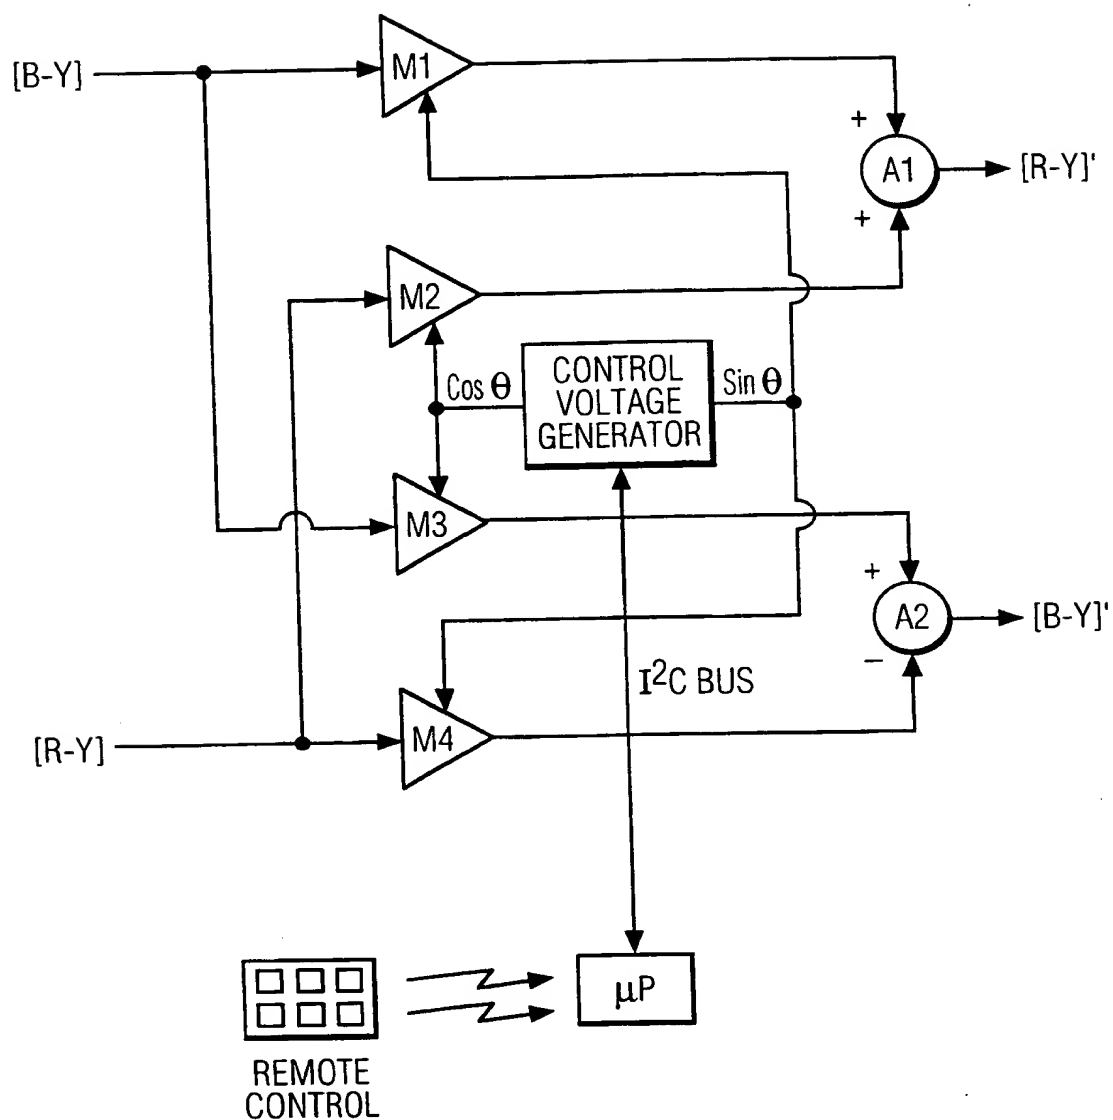 [B-Y]
M1
+
A1
[R-Y]'
+
M2
Cos θ
CONTROL
VOLTAGE
GENERATOR
Sin θ
M3
+
A2
[B-Y]'
−
I²C BUS
[R-Y]
M4
μP
REMOTE
CONTROL